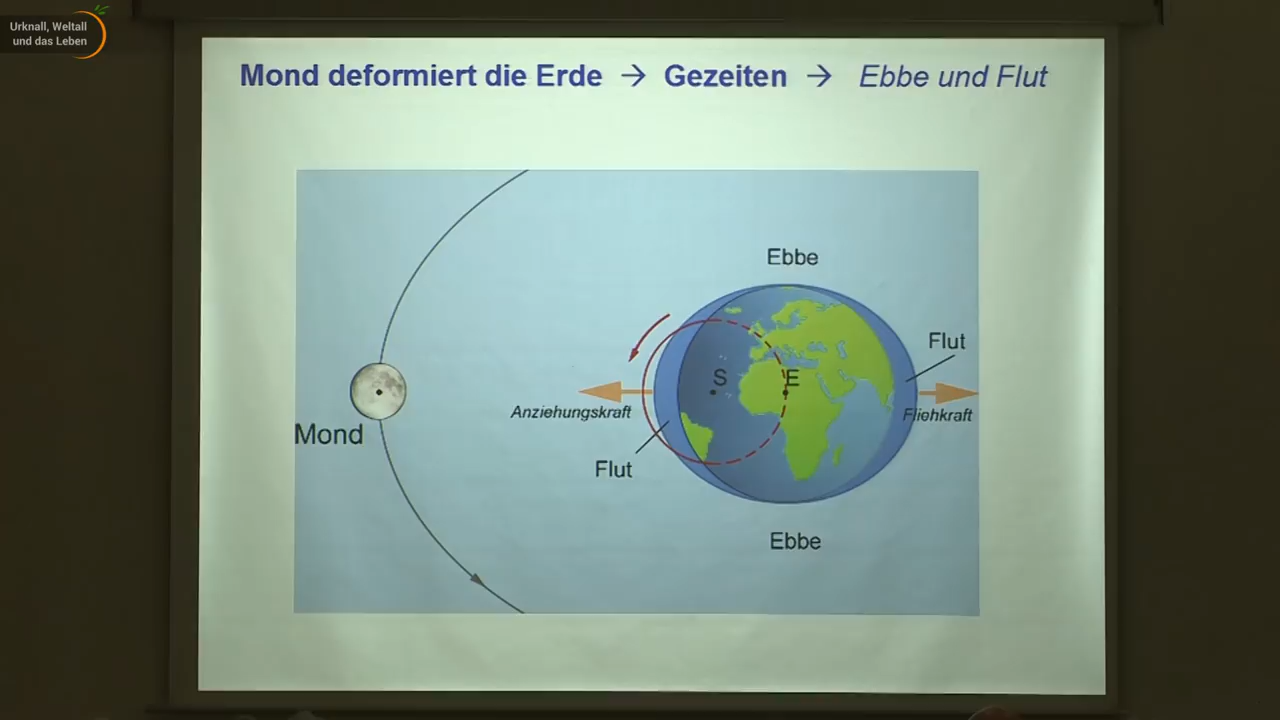 Urknall, Weltall
und das Leben
Mond deformiert die Erde → Gezeiten → Ebbe und Flut
Ebbe
Flut
S
E
Anziehungskraft
Fliehkraft
Mond
Flut
Ebbe